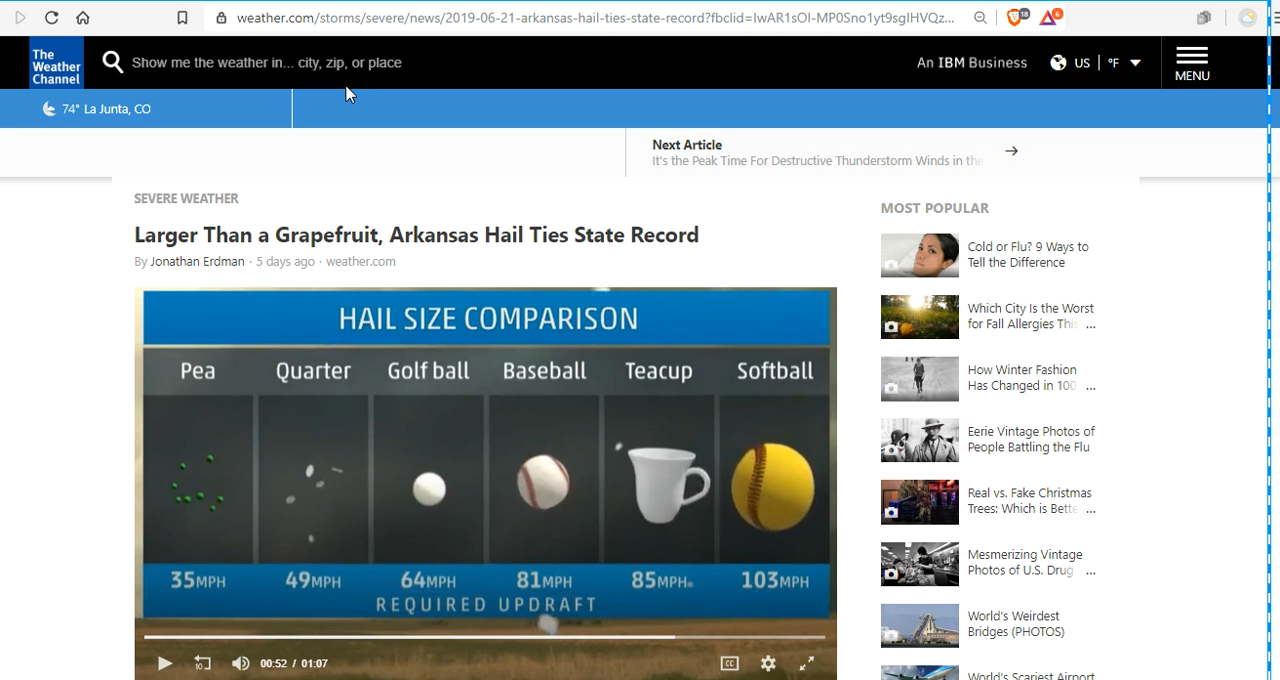 weather.com/storms/severe/news/2019-06-21-arkansas-hail-ties-state-record?fbclid=IwAR1sOI-MP0Sno1yt9sgIHVQz...
18
6
The
Weather
Channel
Show me the weather in... city, zip, or place
An IBM Business
US | °F
MENU
74° La Junta, CO
Next Article
It's the Peak Time For Destructive Thunderstorm Winds in the
SEVERE WEATHER
Larger Than a Grapefruit, Arkansas Hail Ties State Record
By Jonathan Erdman · 5 days ago · weather.com
HAIL SIZE COMPARISON
Pea Quarter Golf ball Baseball Teacup Softball
35MPH 49MPH 64MPH 81MPH 85MPH 103MPH
REQUIRED UPDRAFT
10
00:52 / 01:07
CC
MOST POPULAR
Cold or Flu? 9 Ways to
Tell the Difference
Which City Is the Worst
for Fall Allergies This ...
How Winter Fashion
Has Changed in 100 ...
Eerie Vintage Photos of
People Battling the Flu
Real vs. Fake Christmas
Trees: Which is Bette ...
Mesmerizing Vintage
Photos of U.S. Drug ...
World's Weirdest
Bridges (PHOTOS)
World's Scariest Airport